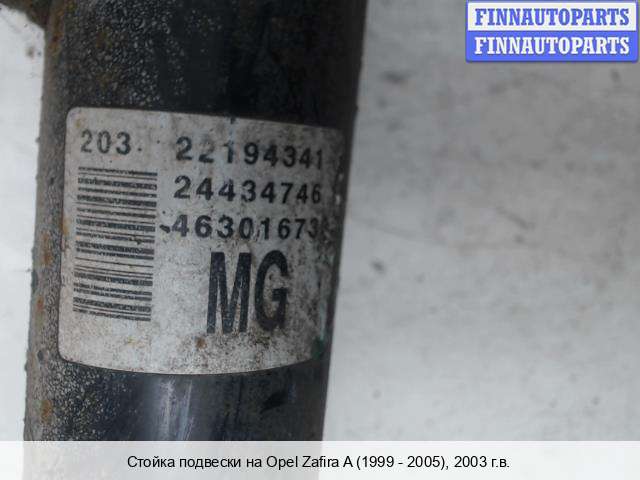 FINNAUTOPARTS
FINNAUTOPARTS
203 22194341
24434746
46301673
MG
Стойка подвески на Opel Zafira A (1999 - 2005), 2003 г.в.